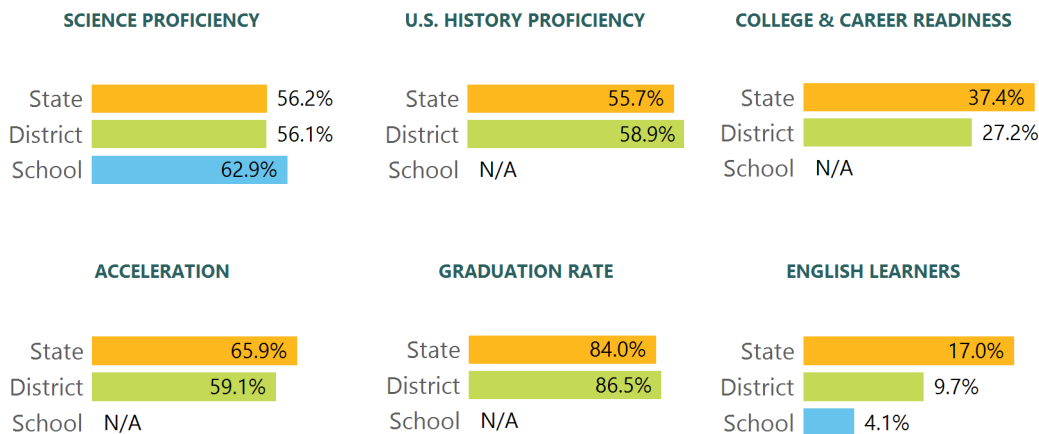 SCIENCE PROFICIENCY
State 56.2%
District 56.1%
School 62.9%
U.S. HISTORY PROFICIENCY
State 55.7%
District 58.9%
School N/A
COLLEGE & CAREER READINESS
State 37.4%
District 27.2%
School N/A
ACCELERATION
State 65.9%
District 59.1%
School N/A
GRADUATION RATE
State 84.0%
District 86.5%
School N/A
ENGLISH LEARNERS
State 17.0%
District 9.7%
School 4.1%